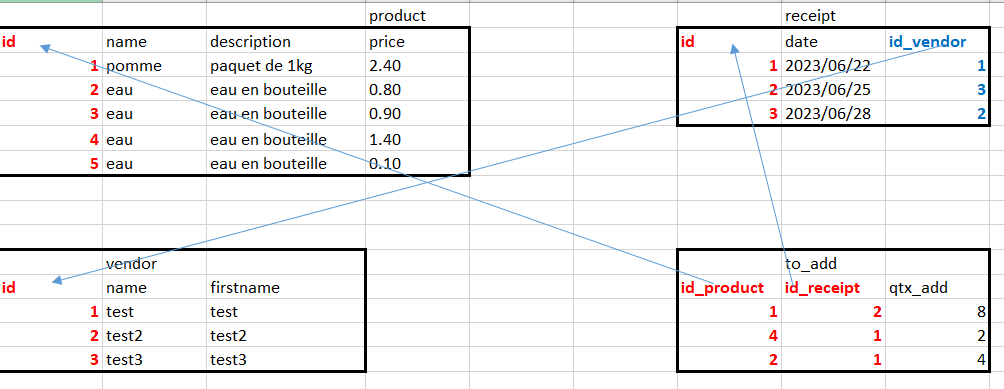 product
id name description price
1 pomme paquet de 1kg 2.40
2 eau eau en bouteille 0.80
3 eau eau en bouteille 0.90
4 eau eau en bouteille 1.40
5 eau eau en bouteille 0.10
receipt
id date id_vendor
1 2023/06/22 1
2 2023/06/25 3
3 2023/06/28 2
vendor
id name firstname
1 test test
2 test2 test2
3 test3 test3
to_add
id_product id_receipt qtx_add
1 2 8
4 1 2
2 1 4